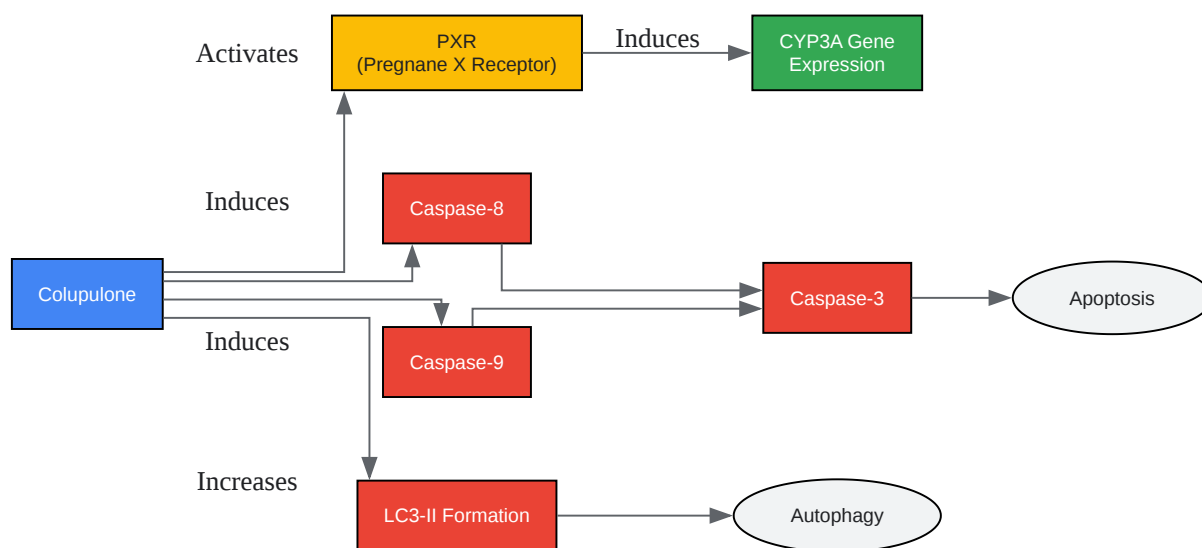 Activates
PXR
(Pregnane X Receptor)
Induces
CYP3A Gene
Expression
Induces
Caspase-8
Colupulone
Caspase-3
Apoptosis
Induces
Caspase-9
Increases
LC3-II Formation
Autophagy